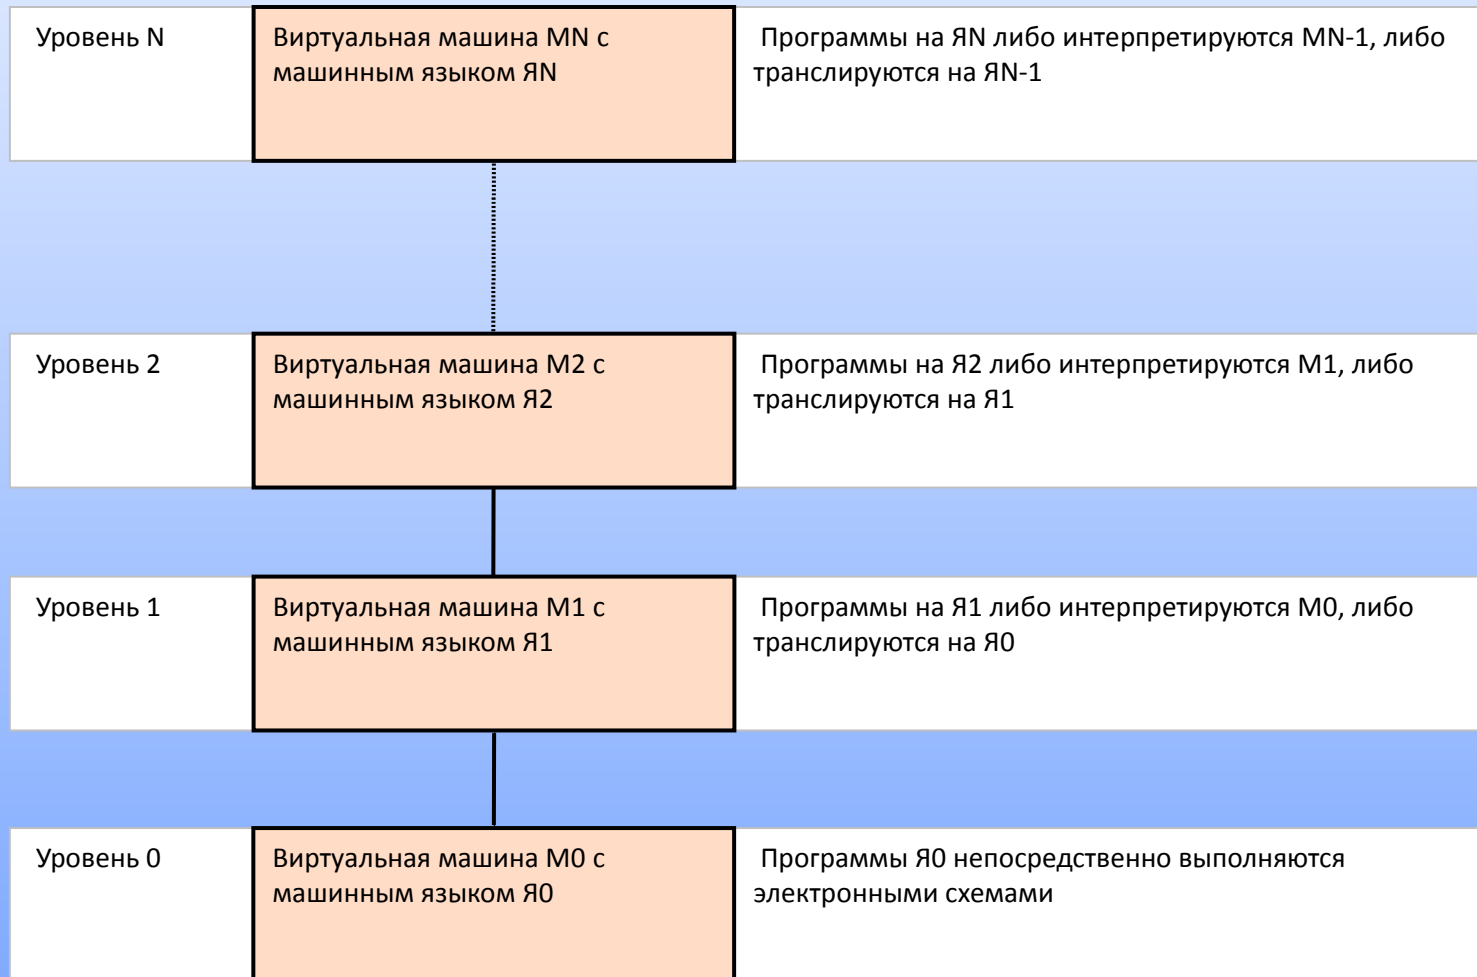 Уровень N
Виртуальная машина MN с
машинным языком ЯN
Программы на ЯN либо интерпретируются MN-1, либо
транслируются на ЯN-1
Уровень 2
Виртуальная машина M2 с
машинным языком Я2
Программы на Я2 либо интерпретируются M1, либо
транслируются на Я1
Уровень 1
Виртуальная машина M1 с
машинным языком Я1
Программы на Я1 либо интерпретируются M0, либо
транслируются на Я0
Уровень 0
Виртуальная машина M0 с
машинным языком Я0
Программы Я0 непосредственно выполняются
электронными схемами